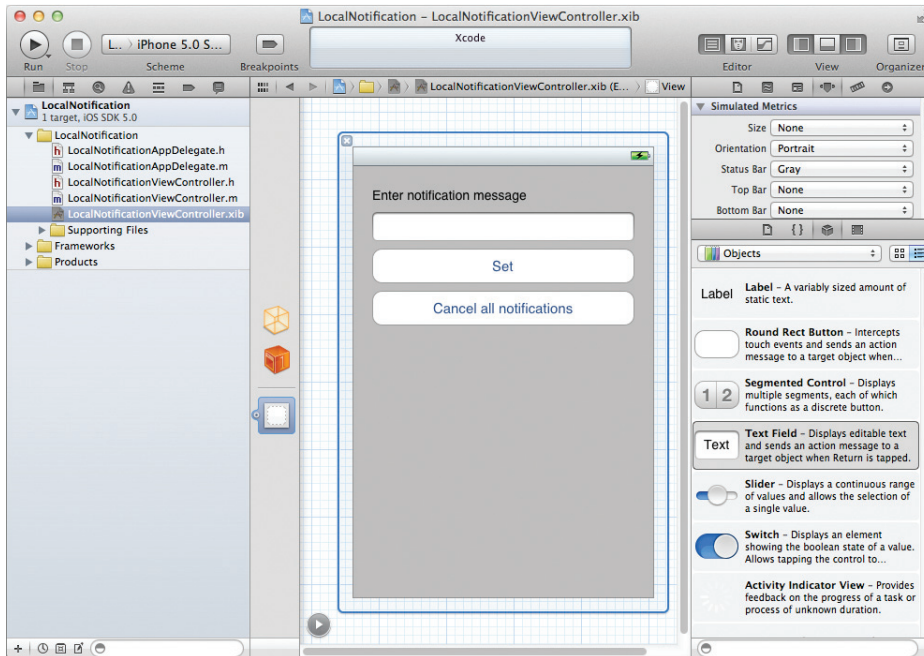 LocalNotification – LocalNotificationViewController.xib
L.. iPhone 5.0 S...
Xcode
Run Stop Scheme Breakpoints Editor View Organizer
LocalNotificationViewController.xib (E... View
LocalNotification
1 target, iOS SDK 5.0
LocalNotification
h LocalNotificationAppDelegate.h
m LocalNotificationAppDelegate.m
h LocalNotificationViewController.h
m LocalNotificationViewController.m
LocalNotificationViewController.xib
Supporting Files
Frameworks
Products
Enter notification message
Set
Cancel all notifications
Simulated Metrics
Size None
Orientation Portrait
Status Bar Gray
Top Bar None
Bottom Bar None
{}
Objects
Label
Label – A variably sized amount of
static text.
Round Rect Button – Intercepts
touch events and sends an action
message to a target object when...
1 2
Segmented Control – Displays
multiple segments, each of which
functions as a discrete button.
Text
Text Field – Displays editable text
and sends an action message to a
target object when Return is tapped.
Slider – Displays a continuous range
of values and allows the selection of
a single value.
Switch – Displays an element
showing the boolean state of a value.
Allows tapping the control to...
Activity Indicator View – Provides
feedback on the progress of a task or
process of unknown duration.